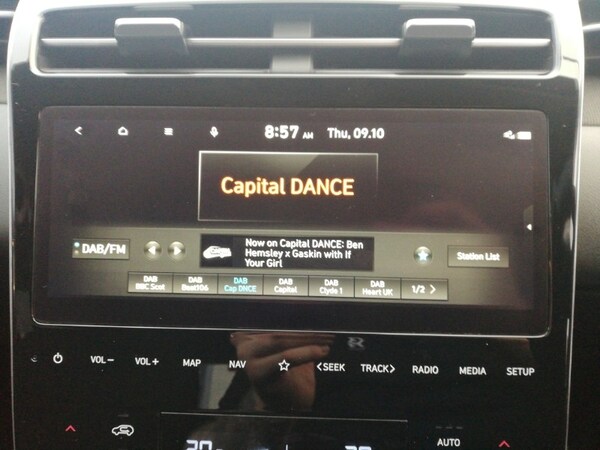 8:57 AM Thu, 09.10
Capital DANCE
DAB/FM
Now on Capital DANCE: Ben
Hemsley x Gaskin with If
Your Girl
Station List
DAB
BBC Scot
DAB
Beat106
DAB
Cap DNCE
DAB
Capital
DAB
Clyde 1
DAB
Heart UK
1/2 >
VOL− VOL+ MAP NAV <SEEK TRACK> RADIO MEDIA SETUP
AUTO